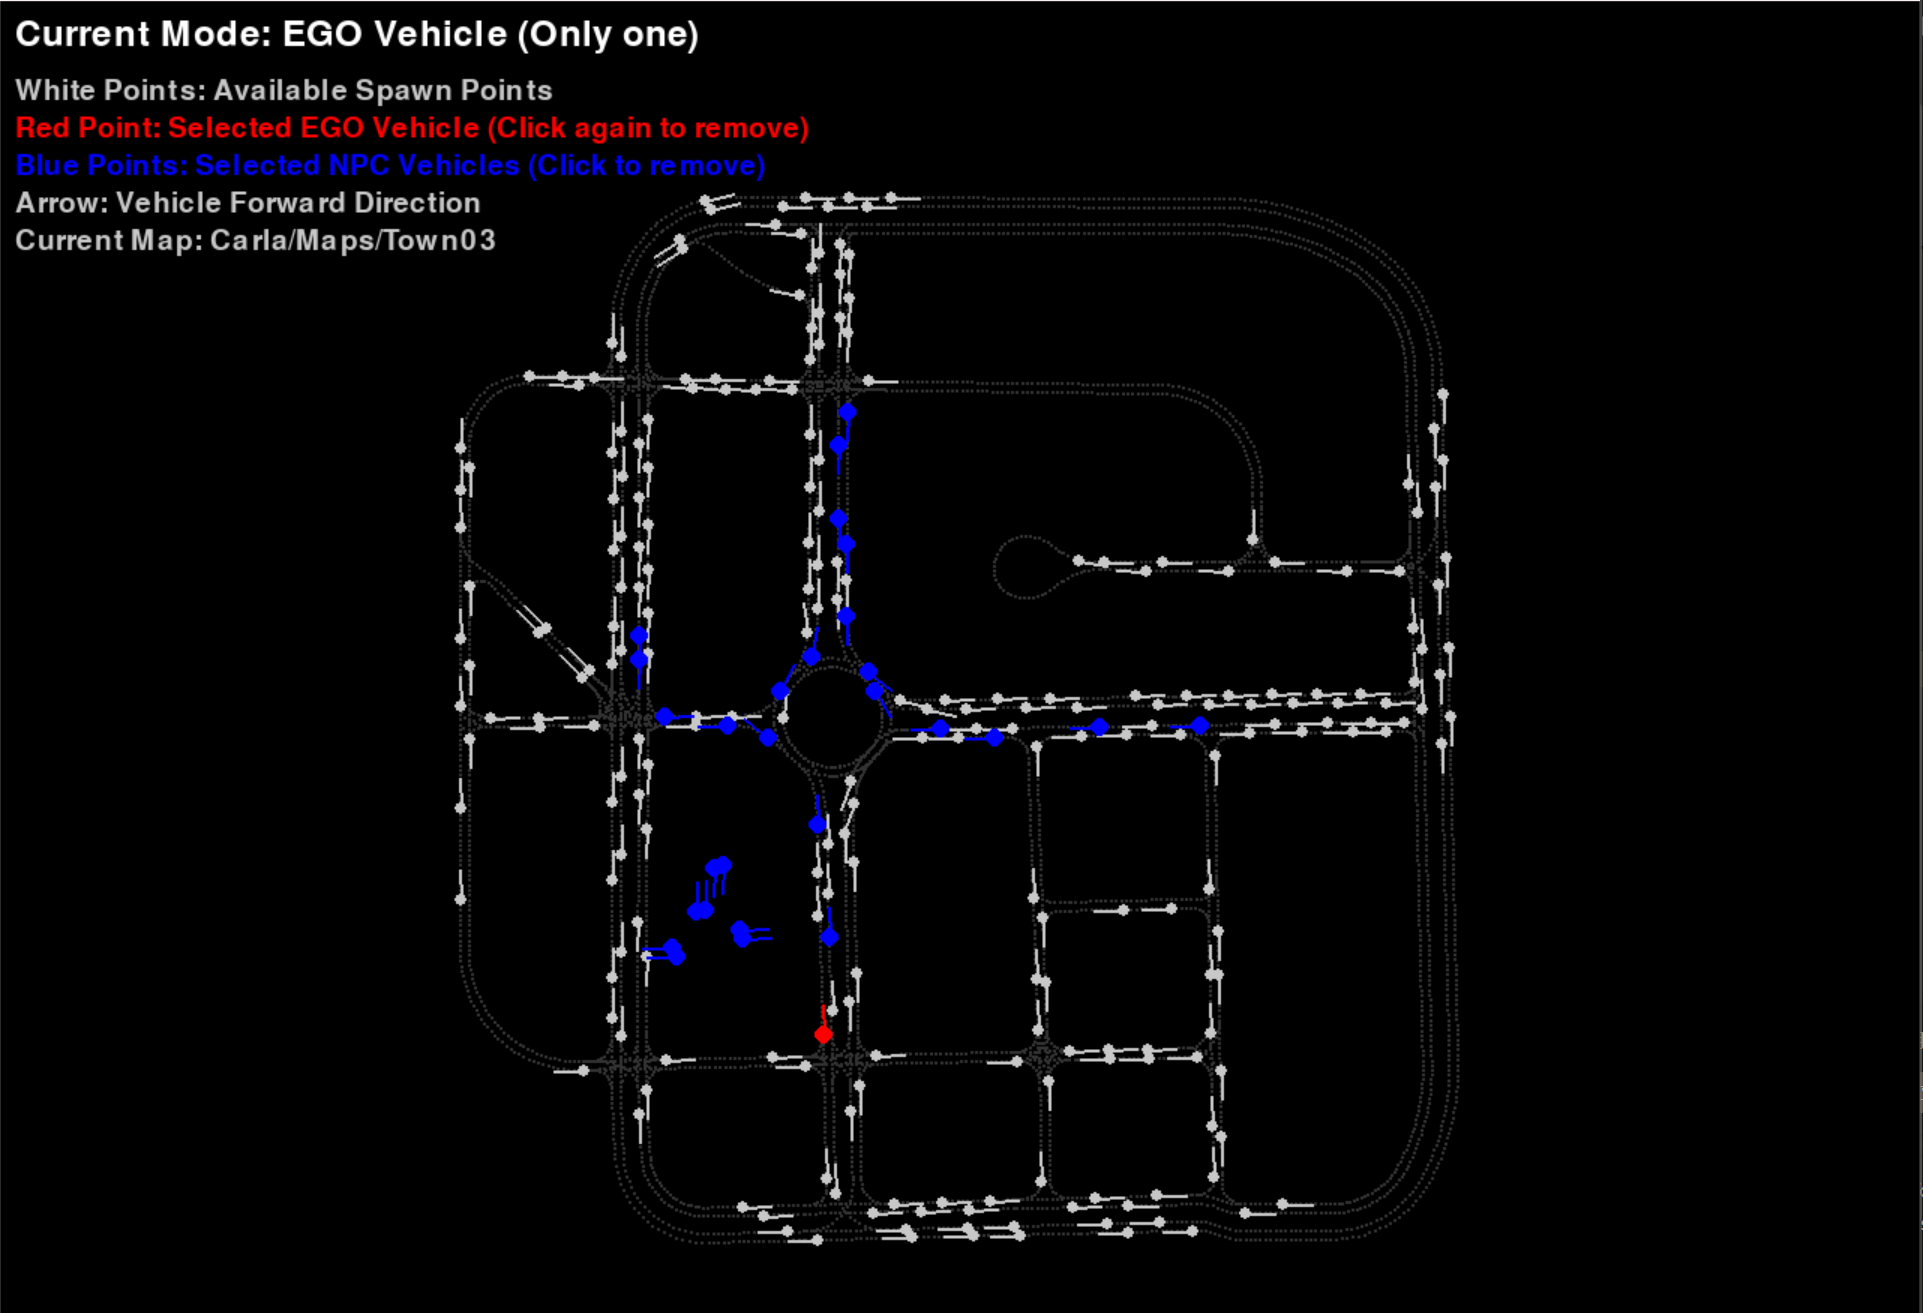 Current Mode: EGO Vehicle (Only one)
White Points: Available Spawn Points
Red Point: Selected EGO Vehicle (Click again to remove)
Blue Points: Selected NPC Vehicles (Click to remove)
Arrow: Vehicle Forward Direction
Current Map: Carla/Maps/Town03